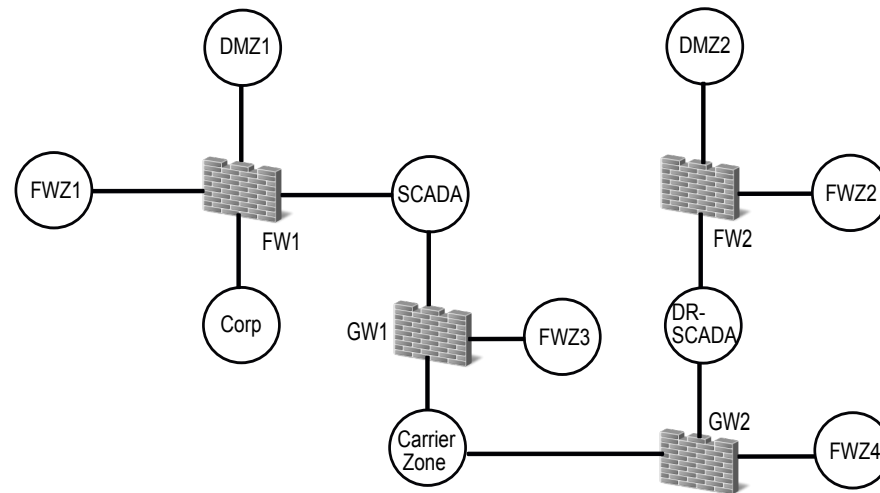 DMZ1
DMZ2
FWZ1
SCADA
FWZ2
FW1
FW2
Corp
GW1
FWZ3
DR-
SCADA
GW2
Carrier
Zone
FWZ4